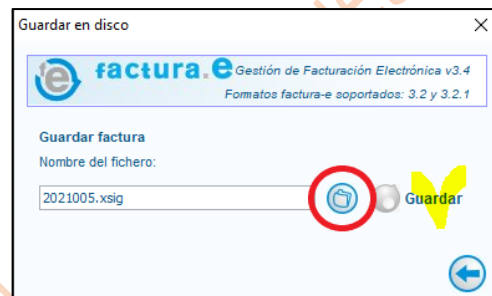 Guardar en disco
factura.e Gestión de Facturación Electrónica v3.4
Formatos factura-e soportados: 3.2 y 3.2.1
Guardar factura
Nombre del fichero:
2021005.xsig Guardar